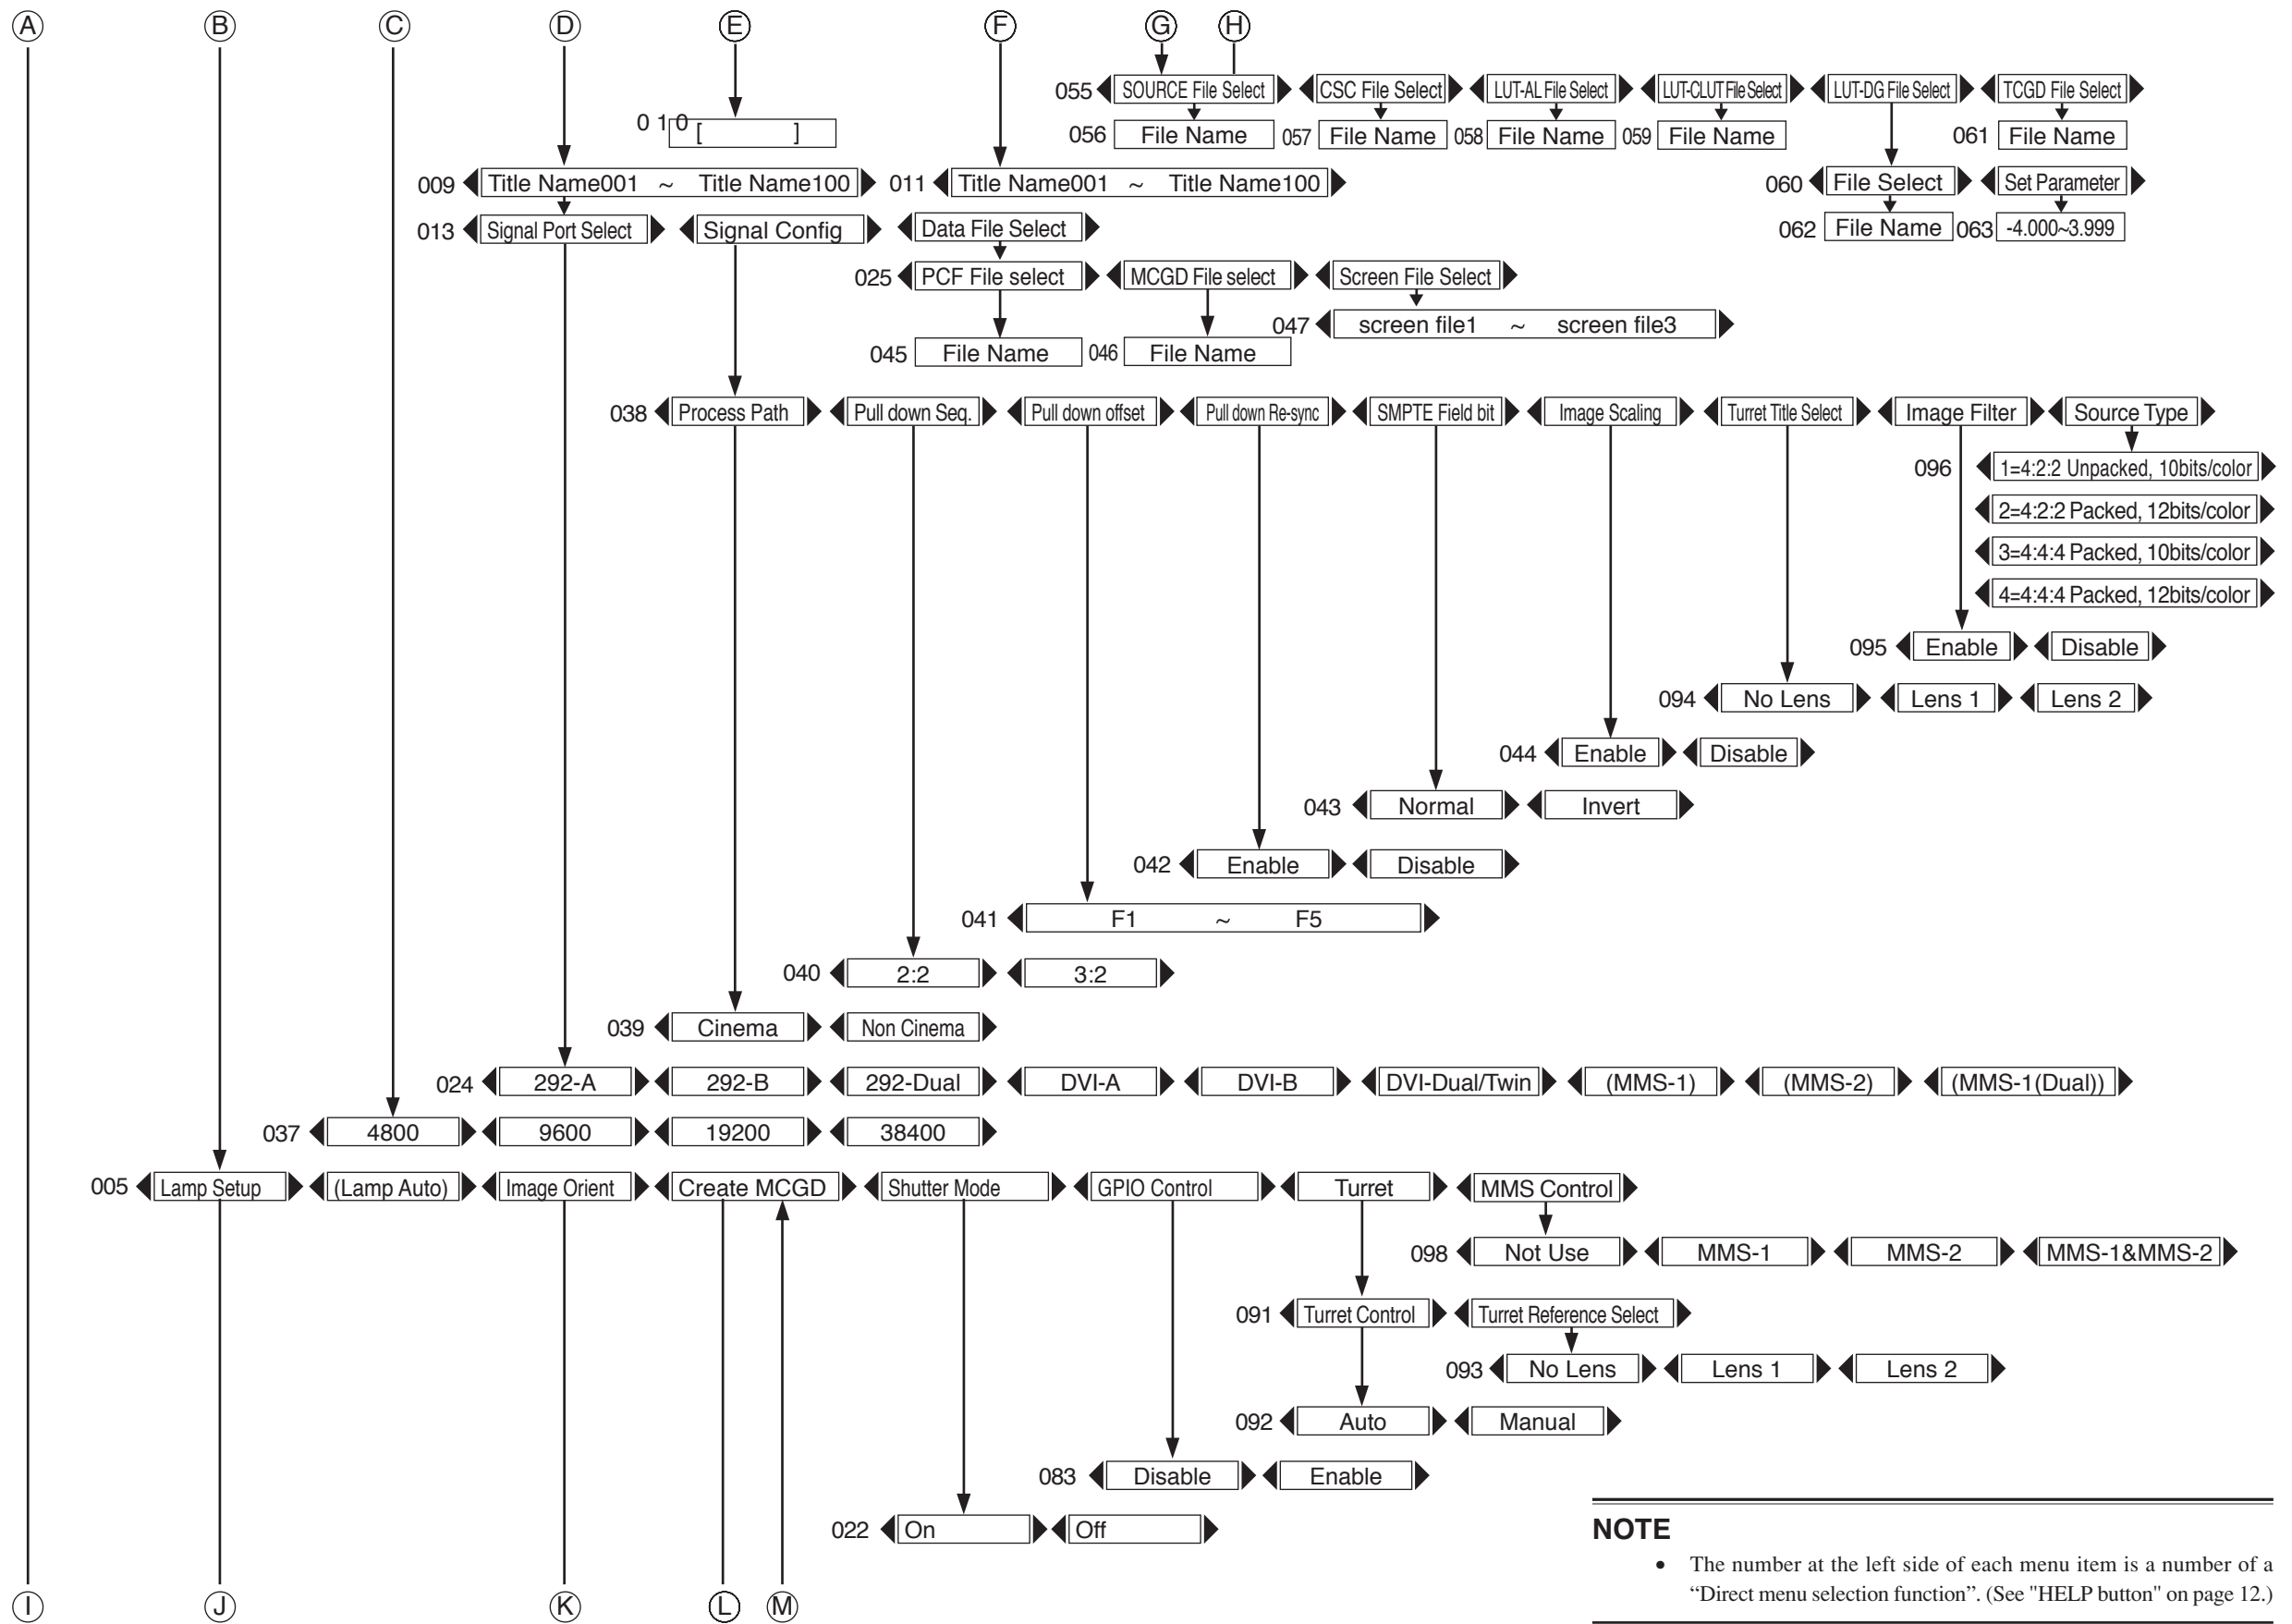 A B C D E F G H
055 SOURCE File Select CSC File Select LUT-AL File Select LUT-CLUT File Select LUT-DG File Select TCGD File Select
010 [ ]
056 File Name 057 File Name 058 File Name 059 File Name 061 File Name
009 Title Name001 ~ Title Name100 011 Title Name001 ~ Title Name100 060 File Select Set Parameter
013 Signal Port Select Signal Config Data File Select 062 File Name 063 -4.000~3.999
025 PCF File select MCGD File select Screen File Select
047 screen file1 ~ screen file3
045 File Name 046 File Name
038 Process Path Pull down Seq. Pull down offset Pull down Re-sync SMPTE Field bit Image Scaling Turret Title Select Image Filter Source Type
096 1=4:2:2 Unpacked, 10bits/color
2=4:2:2 Packed, 12bits/color
3=4:4:4 Packed, 10bits/color
4=4:4:4 Packed, 12bits/color
095 Enable Disable
094 No Lens Lens 1 Lens 2
044 Enable Disable
043 Normal Invert
042 Enable Disable
041 F1 ~ F5
040 2:2 3:2
039 Cinema Non Cinema
024 292-A 292-B 292-Dual DVI-A DVI-B DVI-Dual/Twin (MMS-1) (MMS-2) (MMS-1(Dual))
037 4800 9600 19200 38400
005 Lamp Setup (Lamp Auto) Image Orient Create MCGD Shutter Mode GPIO Control Turret MMS Control
098 Not Use MMS-1 MMS-2 MMS-1&MMS-2
091 Turret Control Turret Reference Select
093 No Lens Lens 1 Lens 2
092 Auto Manual
083 Disable Enable
022 On Off
NOTE
• The number at the left side of each menu item is a number of a
“Direct menu selection function”. (See "HELP button" on page 12.)
I J K L M